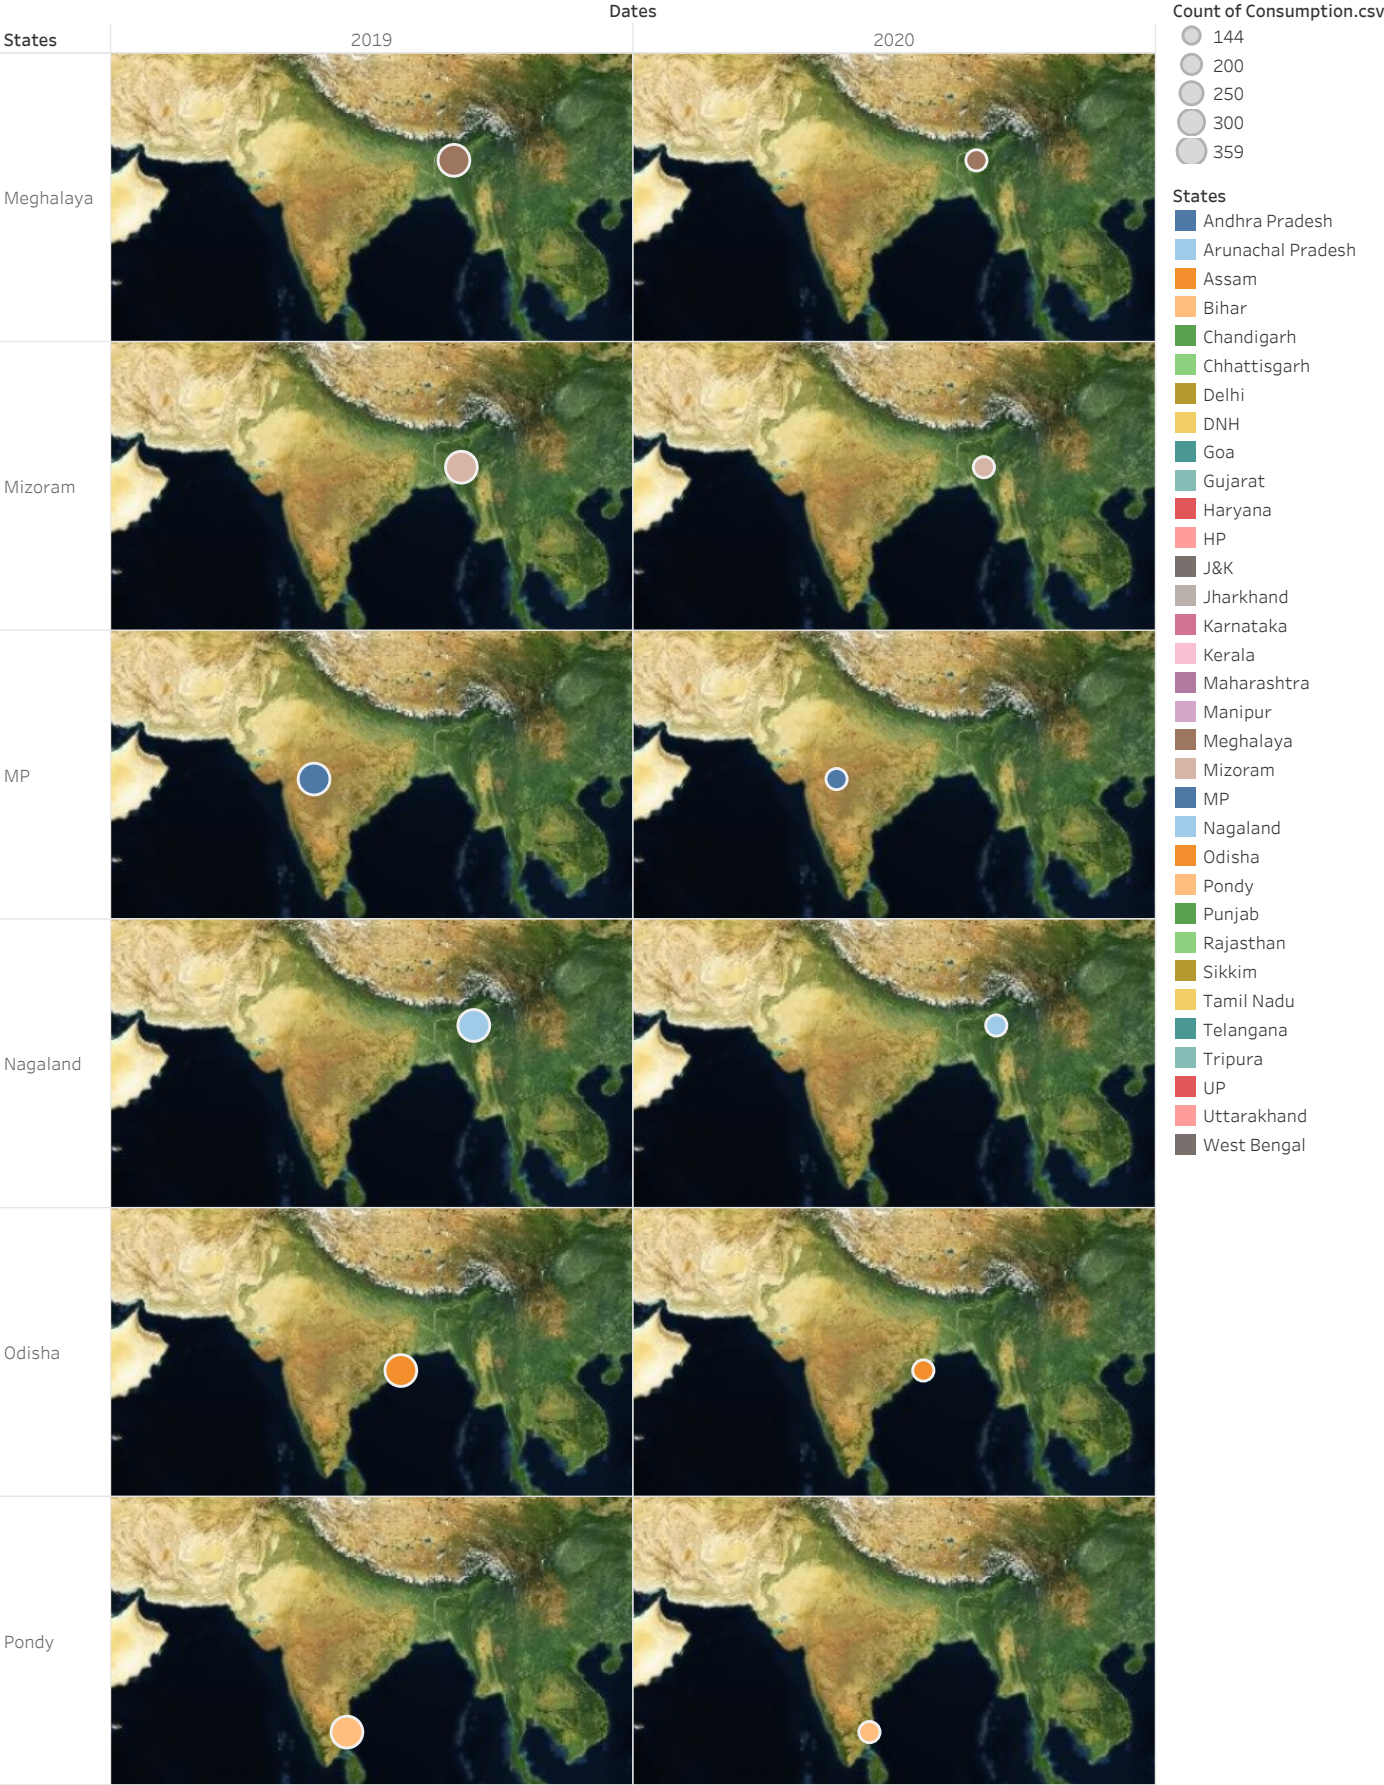 Dates
States
2019
2020
Meghalaya
Mizoram
MP
Nagaland
Odisha
Pondy
Count of Consumption.csv
144
200
250
300
359
States
Andhra Pradesh
Arunachal Pradesh
Assam
Bihar
Chandigarh
Chhattisgarh
Delhi
DNH
Goa
Gujarat
Haryana
HP
J&K
Jharkhand
Karnataka
Kerala
Maharashtra
Manipur
Meghalaya
Mizoram
MP
Nagaland
Odisha
Pondy
Punjab
Rajasthan
Sikkim
Tamil Nadu
Telangana
Tripura
UP
Uttarakhand
West Bengal